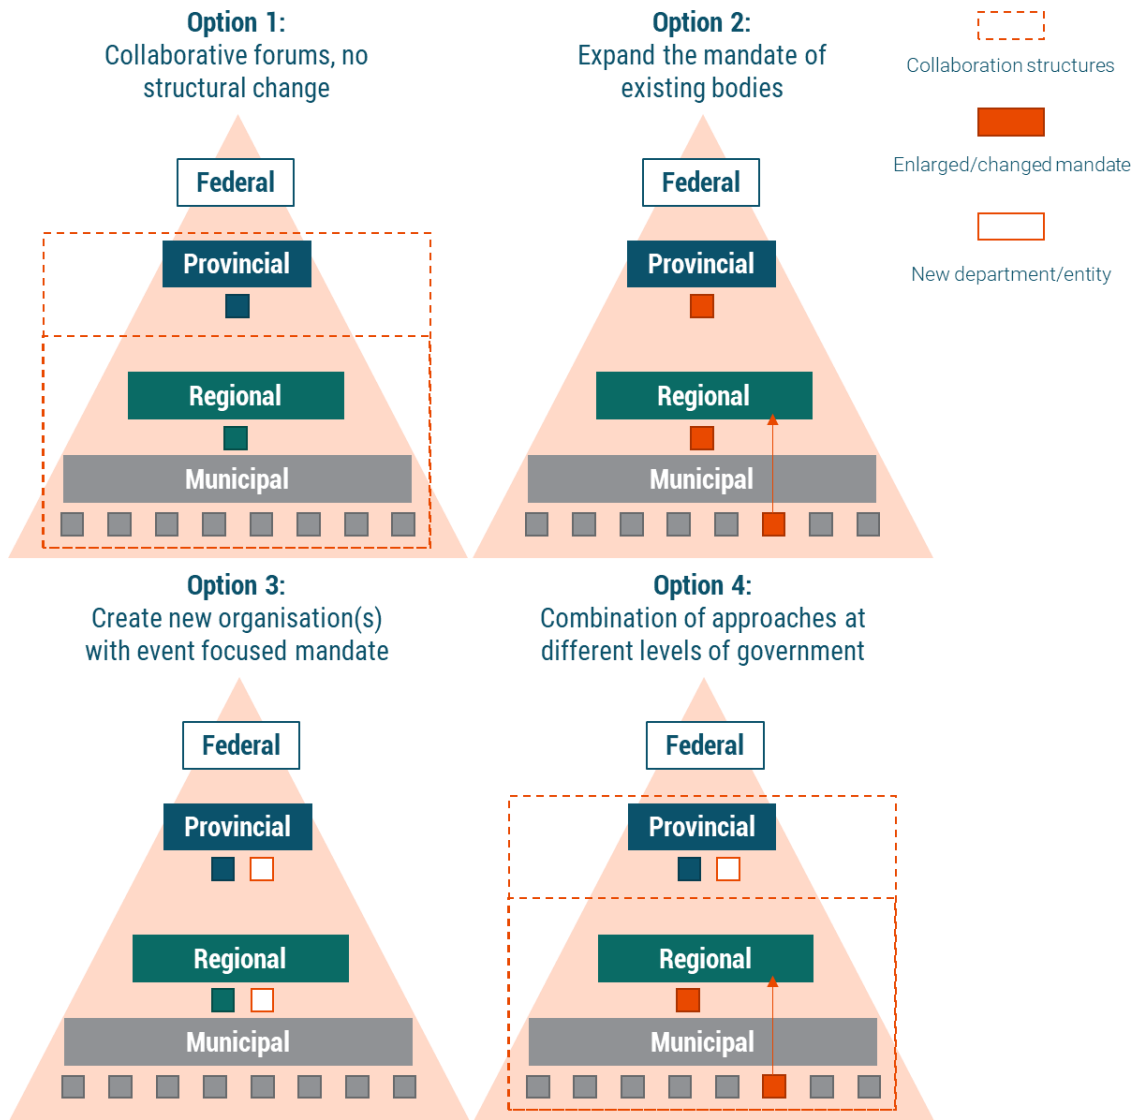 Option 1:
Collaborative forums, no
structural change
Federal
Provincial
Regional
Municipal
Option 2:
Expand the mandate of
existing bodies
Federal
Provincial
Regional
Municipal
Collaboration structures
Enlarged/changed mandate
New department/entity
Option 3:
Create new organisation(s)
with event focused mandate
Federal
Provincial
Regional
Municipal
Option 4:
Combination of approaches at
different levels of government
Federal
Provincial
Regional
Municipal